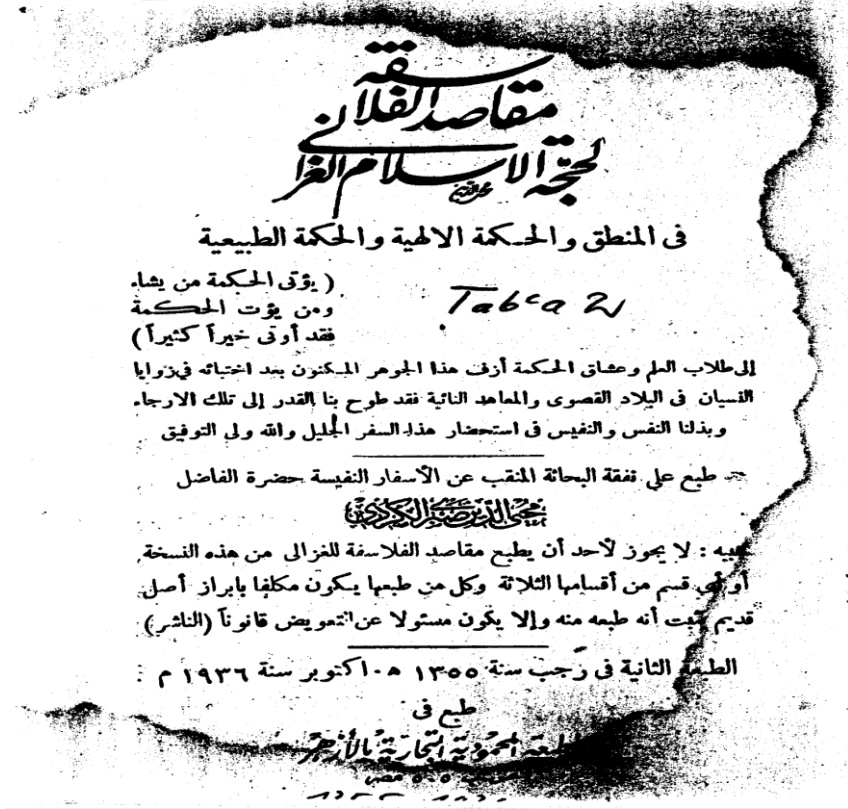 مقاصد الفلاسفة
لحجة الاسلام الغزالى
فى المنطق والحكمة الالهية والحكمة الطبيعية
( يؤتى الحكمة من يشاء
ومن يؤت الحكمة
فقد أوتى خيراً كثيراً )
Tabca 2
إلى طلاب العلم وعشاق الحكمة أزف هذا الجوهر المكنون بعد اختبائه فى زوايا
النسيان فى البلاد القصوى والمعاهد النائية فقد طوح بنا القدر إلى تلك الارجاء
وبذلنا النفس والنفيس فى استحضار هذا السفر الجليل والله ولى التوفيق
طبع على نفقة البحاثة المنقب عن الأسفار النفيسة حضرة الفاضل
محيى الدين صبرى الكردى
تنبيه : لا يجوز لأحد أن يطبع مقاصد الفلاسفة للغزالى من هذه النسخة
أو أى قسم من أقسامها الثلاثة وكل من طبعها يكون مكلفا بابراز أصل
قديم يثبت أنه طبعه منه وإلا يكون مسئولا عن التعويض قانوناً (الناشر)
الطبعة الثانية فى رجب سنة ١٣٥٥ ه - اكتوبر سنة ١٩٣٦ م
طبع فى
المطبعة المحمودية التجارية بالأزهر